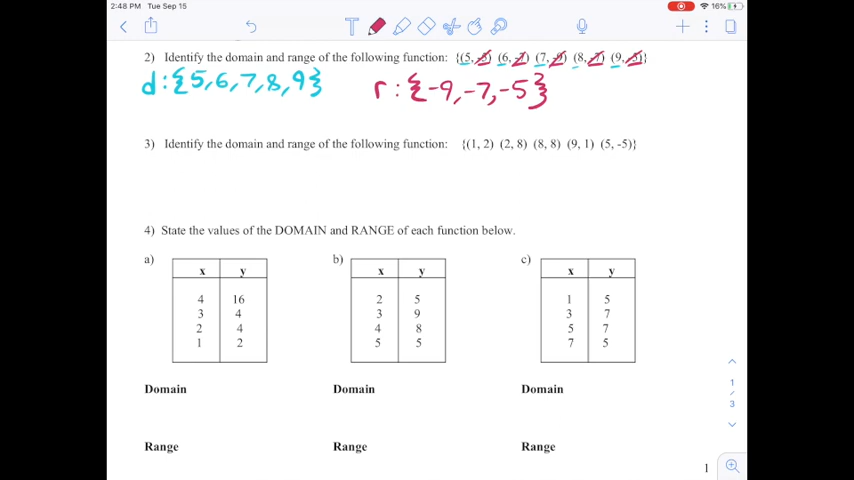 2:48 PM Tue Sep 15
16%
2) Identify the domain and range of the following function: {(5, -5) (6, -7) (7, -9) (8, -7) (9, -5)}
d:{5,6,7,8,9}
r:{-9,-7,-5}
3) Identify the domain and range of the following function: {(1, 2) (2, 8) (8, 8) (9, 1) (5, -5)}
4) State the values of the DOMAIN and RANGE of each function below.
a) b) c)
x y x y x y
4 16 2 5 1 5
3 4 3 9 3 7
2 4 4 8 5 7
1 2 5 5 7 5
Domain Domain Domain
Range Range Range
1
/
3
1